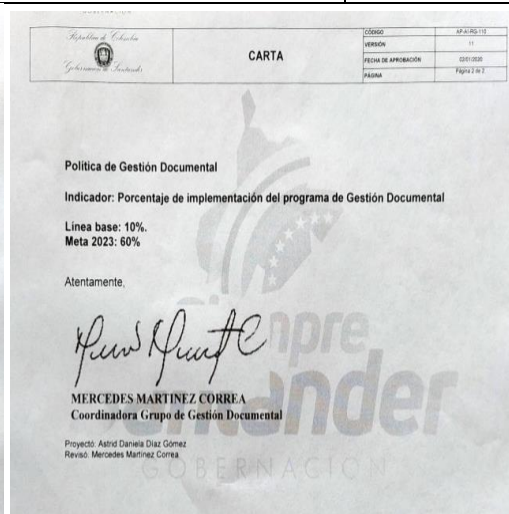 República de Colombia
Gobernación de Santander
CARTA
CÓDIGO AP-AI-RG-110
VERSIÓN 11
FECHA DE APROBACIÓN 02/01/2020
PÁGINA Página 2 de 2
Política de Gestión Documental
Indicador: Porcentaje de implementación del programa de Gestión Documental
Línea base: 10%.
Meta 2023: 60%
Atentamente,
MERCEDES MARTINEZ CORREA
Coordinadora Grupo de Gestión Documental
Proyectó: Astrid Daniela Díaz Gómez
Revisó: Mercedes Martinez Correa
GOBERNACIÓN